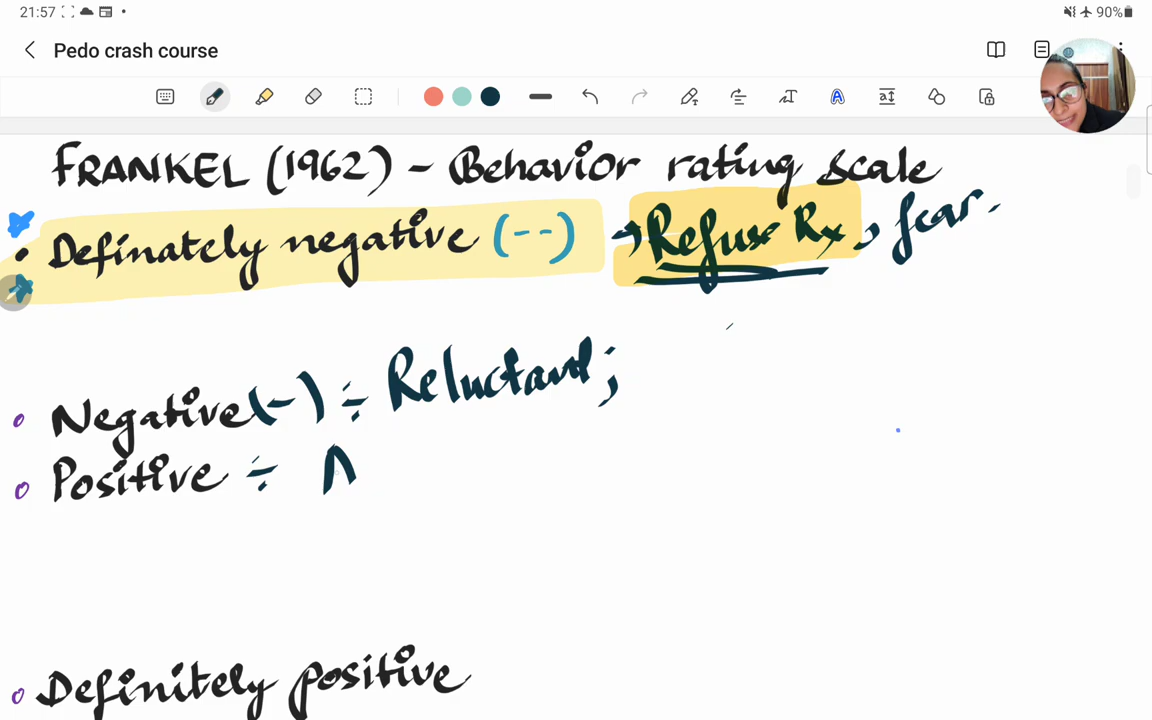 21:57 90%
Pedo crash course
FRANKEL (1962) - Behavior rating scale
• Definately negative (--) → Refuse Rx, fear.
Negative (-) ÷ Reluctant;
Positive ÷ A
Definitely positive